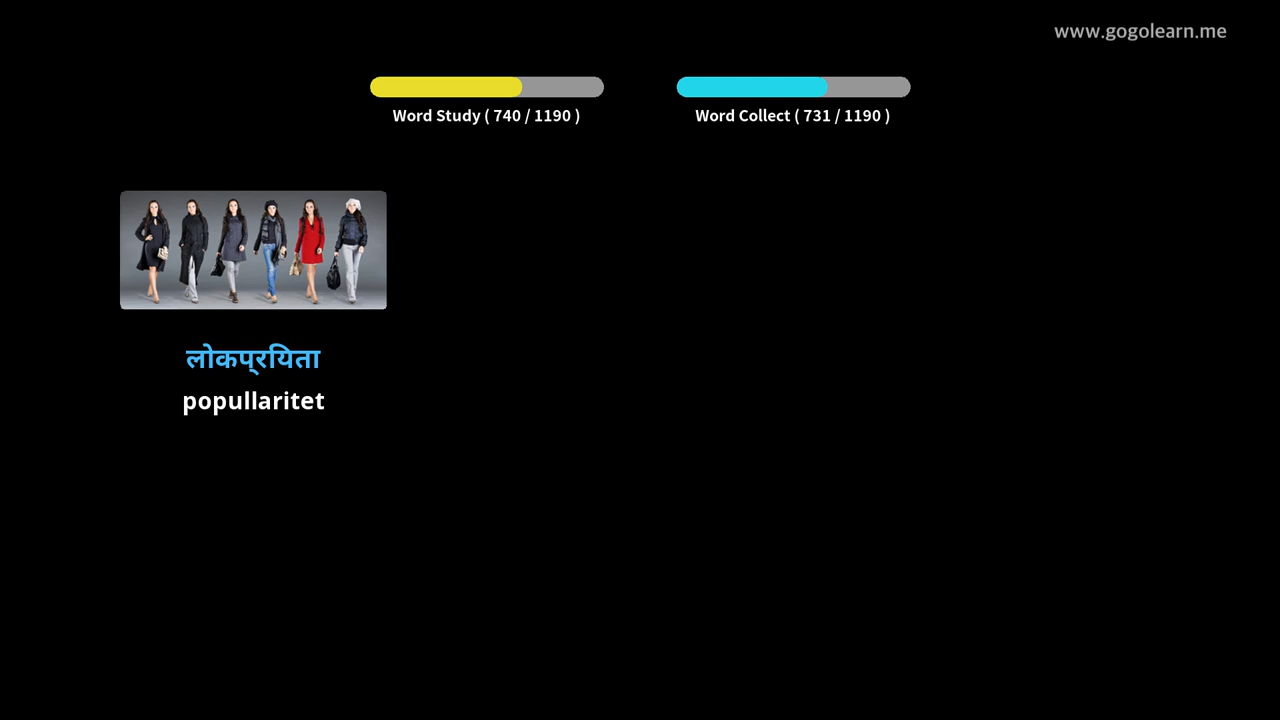 www.gogolearn.me
Word Study ( 740 / 1190 )
Word Collect ( 731 / 1190 )
लोकप्रयिता
popullaritet